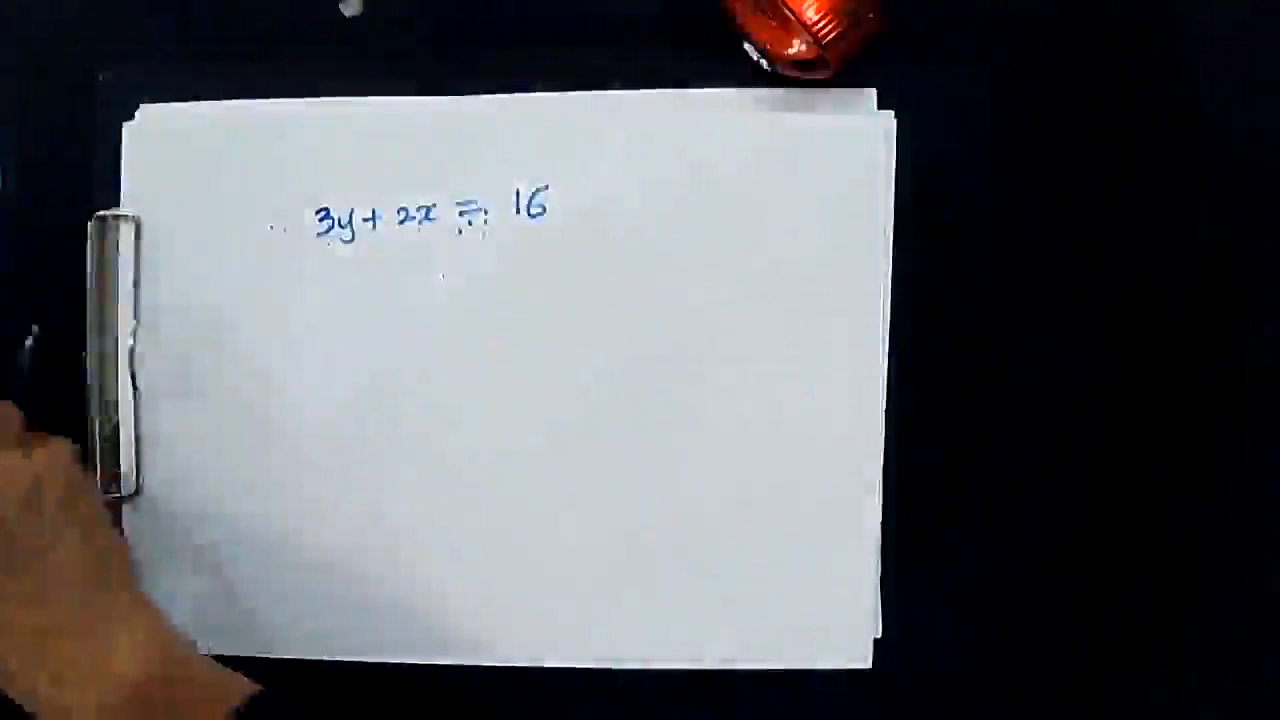 3y + 2x = 16